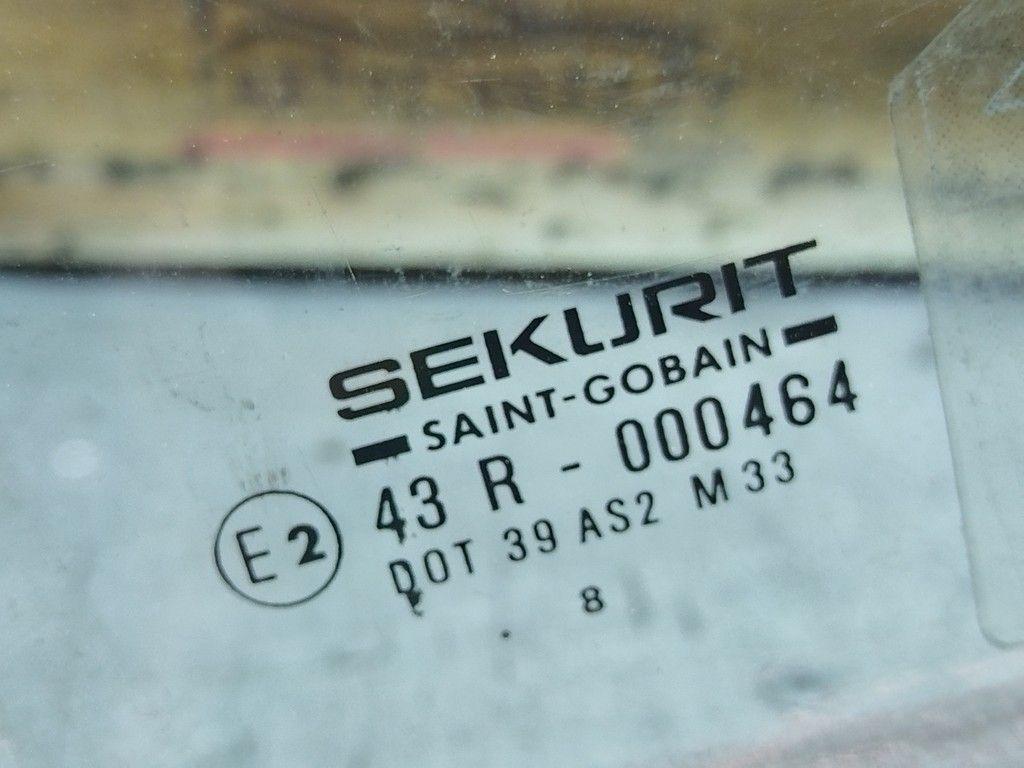 SEKURIT
SAINT-GOBAIN
43 R - 000464
E2
DOT 39 AS2 M33
8